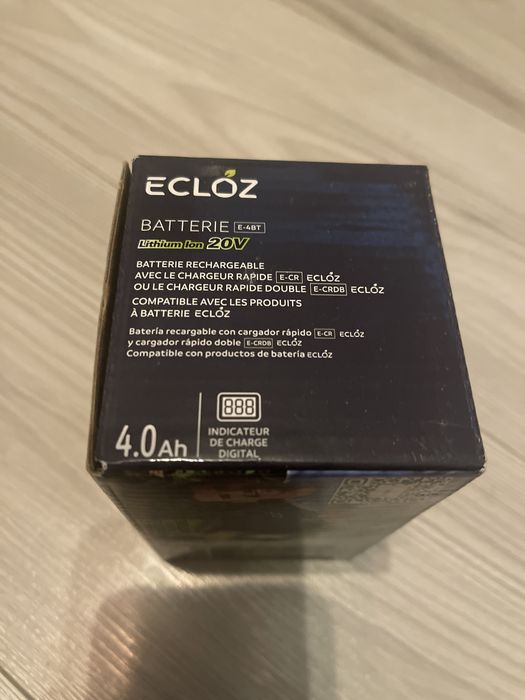 ECLÓZ
BATTERIE E-4BT
Lithium Ion 20V
BATTERIE RECHARGEABLE
AVEC LE CHARGEUR RAPIDE E-CR ECLÓZ
OU LE CHARGEUR RAPIDE DOUBLE E-CRDB ECLÓZ
COMPATIBLE AVEC LES PRODUITS
À BATTERIE ECLÓZ
Batería recargable con cargador rápido E-CR ECLÓZ
y cargador rápido doble E-CRDB ECLÓZ
Compatible con productos de batería ECLÓZ
888
4.0Ah
INDICATEUR
DE CHARGE
DIGITAL